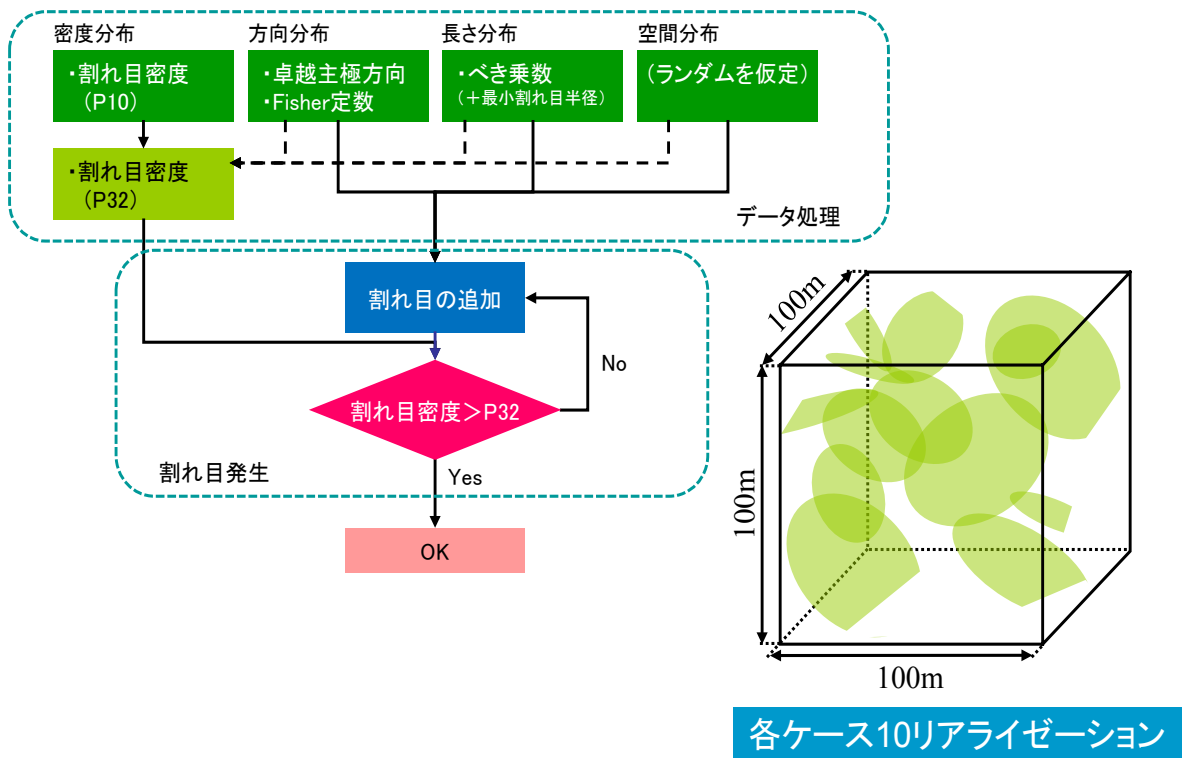 密度分布
・割れ目密度
（P10）
方向分布
・卓越主極方向
・Fisher定数
長さ分布
・べき乗数
（＋最小割れ目半径）
空間分布
（ランダムを仮定）
・割れ目密度
（P32）
データ処理
割れ目の追加
No
割れ目密度＞P32
割れ目発生
Yes
OK
100m
100m
100m
各ケース10リアライゼーション